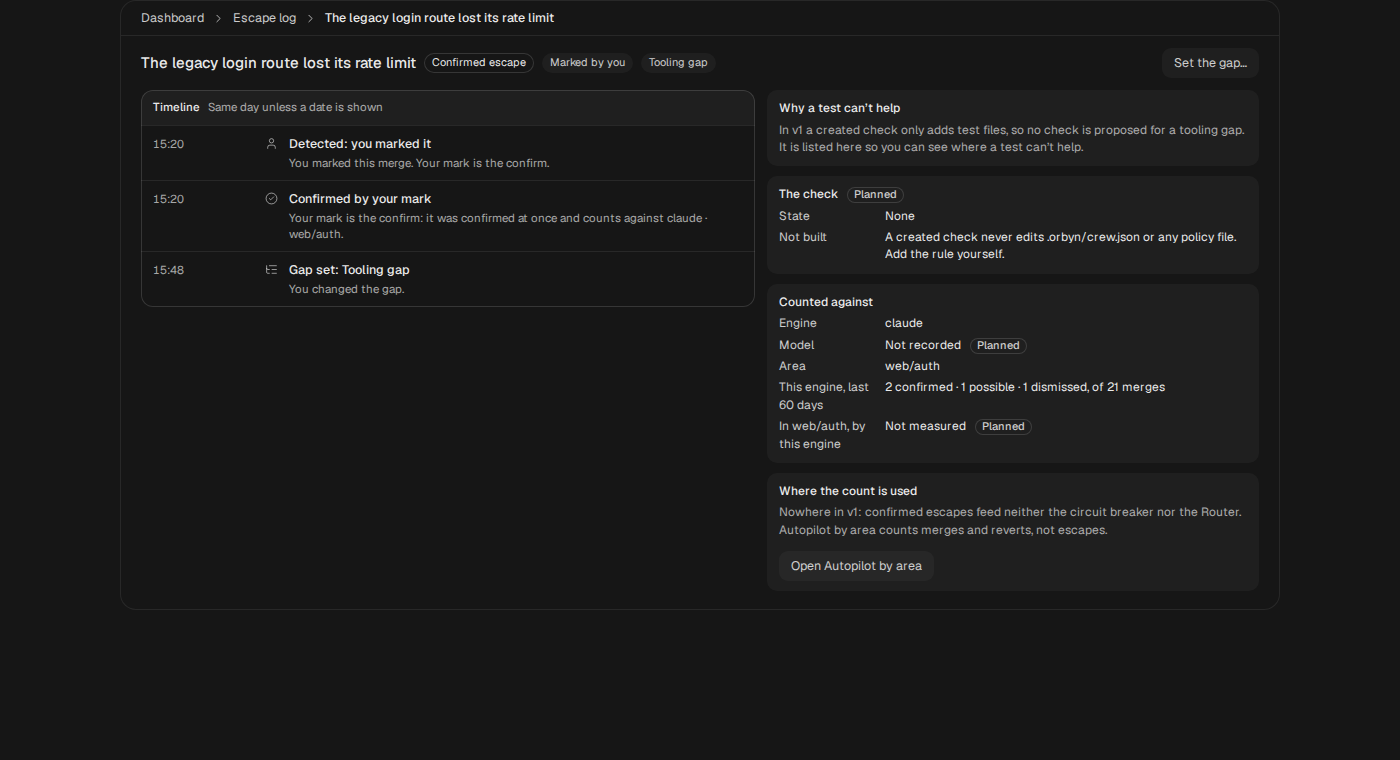 Dashboard > Escape log > The legacy login route lost its rate limit
The legacy login route lost its rate limit Confirmed escape Marked by you Tooling gap Set the gap...
Timeline Same day unless a date is shown
15:20 Detected: you marked it
You marked this merge. Your mark is the confirm.
15:20 Confirmed by your mark
Your mark is the confirm: it was confirmed at once and counts against claude ·
web/auth.
15:48 Gap set: Tooling gap
You changed the gap.
Why a test can't help
In v1 a created check only adds test files, so no check is proposed for a tooling gap.
It is listed here so you can see where a test can't help.
The check Planned
State None
Not built A created check never edits .orbyn/crew.json or any policy file.
Add the rule yourself.
Counted against
Engine claude
Model Not recorded Planned
Area web/auth
This engine, last 2 confirmed · 1 possible · 1 dismissed, of 21 merges
60 days
In web/auth, by Not measured Planned
this engine
Where the count is used
Nowhere in v1: confirmed escapes feed neither the circuit breaker nor the Router.
Autopilot by area counts merges and reverts, not escapes.
Open Autopilot by area